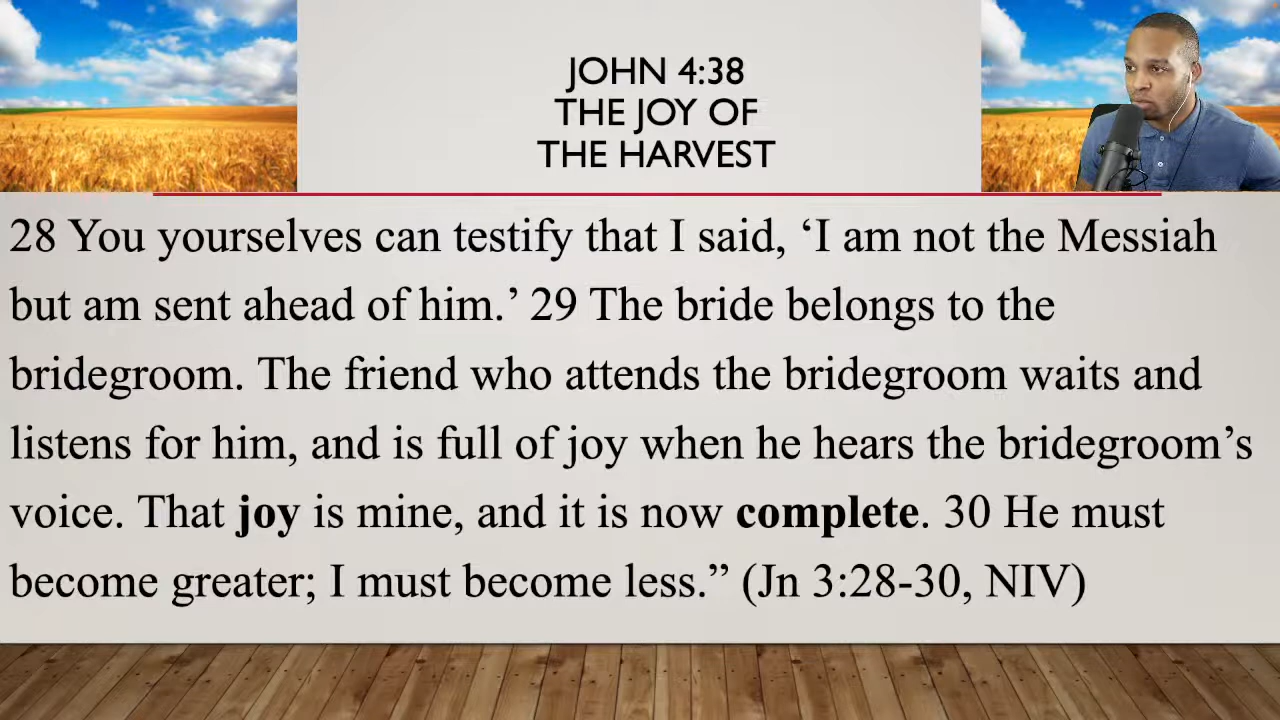 JOHN 4:38
THE JOY OF
THE HARVEST
28 You yourselves can testify that I said, ‘I am not the Messiah
but am sent ahead of him.’ 29 The bride belongs to the
bridegroom. The friend who attends the bridegroom waits and
listens for him, and is full of joy when he hears the bridegroom’s
voice. That joy is mine, and it is now complete. 30 He must
become greater; I must become less.” (Jn 3:28-30, NIV)